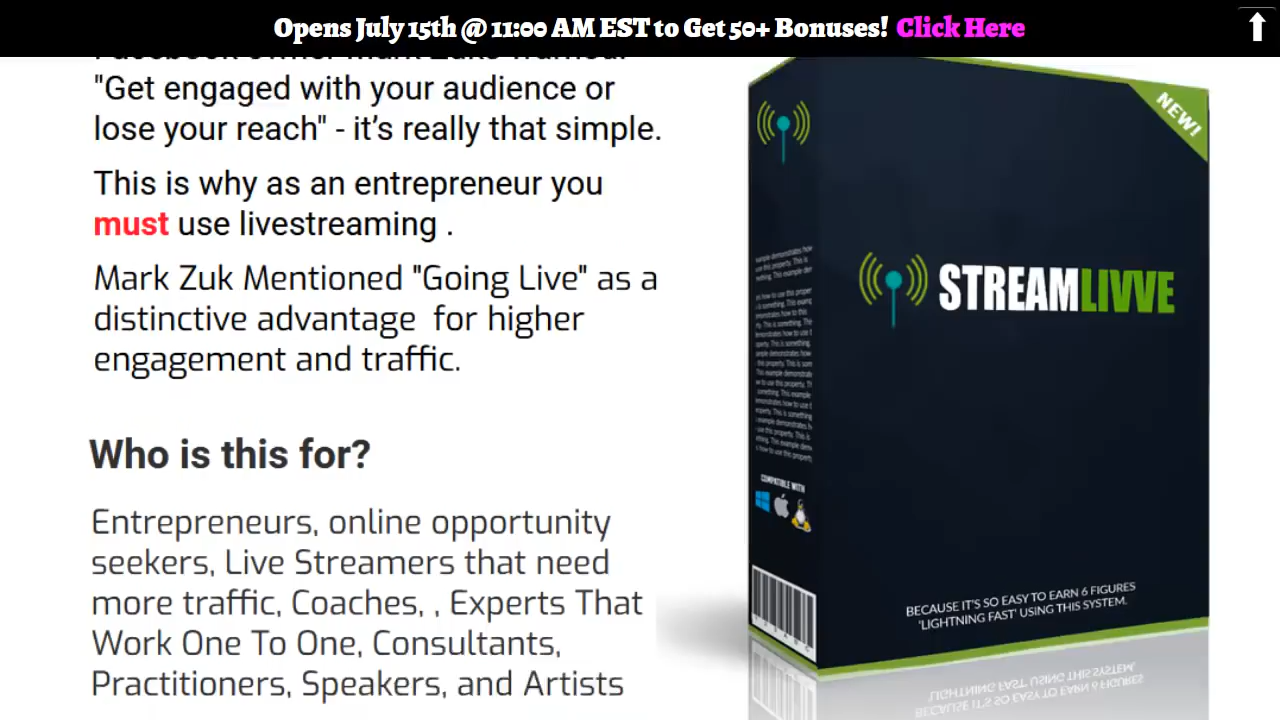 Opens July 15th @ 11:00 AM EST to Get 50+ Bonuses! Click Here
"Get engaged with your audience or
lose your reach" - it's really that simple.
This is why as an entrepreneur you
must use livestreaming .
Mark Zuk Mentioned "Going Live" as a
distinctive advantage for higher
engagement and traffic.
Who is this for?
Entrepreneurs, online opportunity
seekers, Live Streamers that need
more traffic, Coaches, , Experts That
Work One To One, Consultants,
Practitioners, Speakers, and Artists
NEW!
STREAMLIVVE
COMPATIBLE WITH
BECAUSE IT'S SO EASY TO EARN 6 FIGURES
'LIGHTNING FAST' USING THIS SYSTEM.